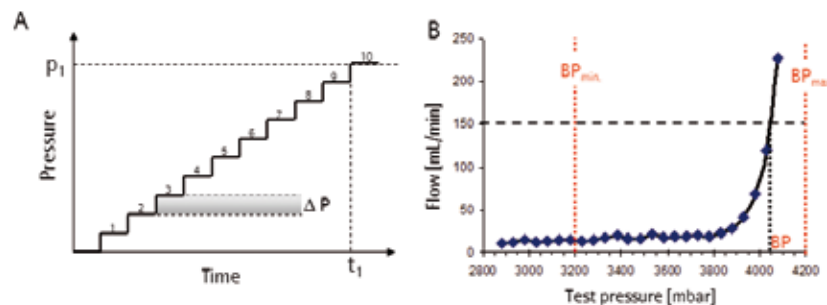 A
P₁
Pressure
1
2
3
4
5
6
7
8
9
10
Δ P
Time
t₁
B
250
200
150
100
50
0
Flow [mL/min]
BPmin.
BPma
BP
2800 3000 3200 3400 3600 3800 4000 4200
Test pressure [mbar]